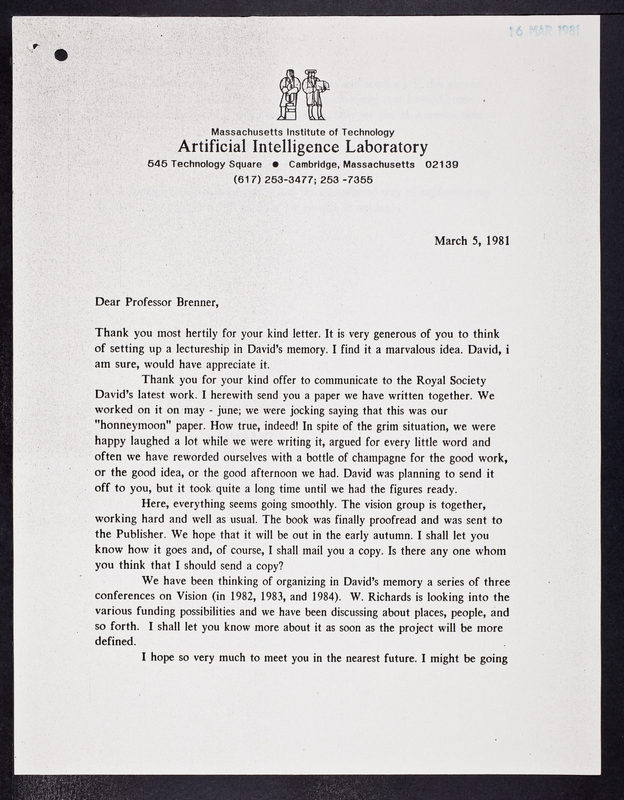 16 MAR 1981
Massachusetts Institute of Technology
Artificial Intelligence Laboratory
545 Technology Square ● Cambridge, Massachusetts 02139
(617) 253-3477; 253 -7355
March 5, 1981
Dear Professor Brenner,
Thank you most hertily for your kind letter. It is very generous of you to think
of setting up a lectureship in David's memory. I find it a marvalous idea. David, i
am sure, would have appreciate it.
Thank you for your kind offer to communicate to the Royal Society
David's latest work. I herewith send you a paper we have written together. We
worked on it on may - june; we were jocking saying that this was our
"honneymoon" paper. How true, indeed! In spite of the grim situation, we were
happy laughed a lot while we were writing it, argued for every little word and
often we have reworded ourselves with a bottle of champagne for the good work,
or the good idea, or the good afternoon we had. David was planning to send it
off to you, but it took quite a long time until we had the figures ready.
Here, everything seems going smoothly. The vision group is together,
working hard and well as usual. The book was finally proofread and was sent to
the Publisher. We hope that it will be out in the early autumn. I shall let you
know how it goes and, of course, I shall mail you a copy. Is there any one whom
you think that I should send a copy?
We have been thinking of organizing in David's memory a series of three
conferences on Vision (in 1982, 1983, and 1984). W. Richards is looking into the
various funding possibilities and we have been discussing about places, people, and
so forth. I shall let you know more about it as soon as the project will be more
defined.
I hope so very much to meet you in the nearest future. I might be going